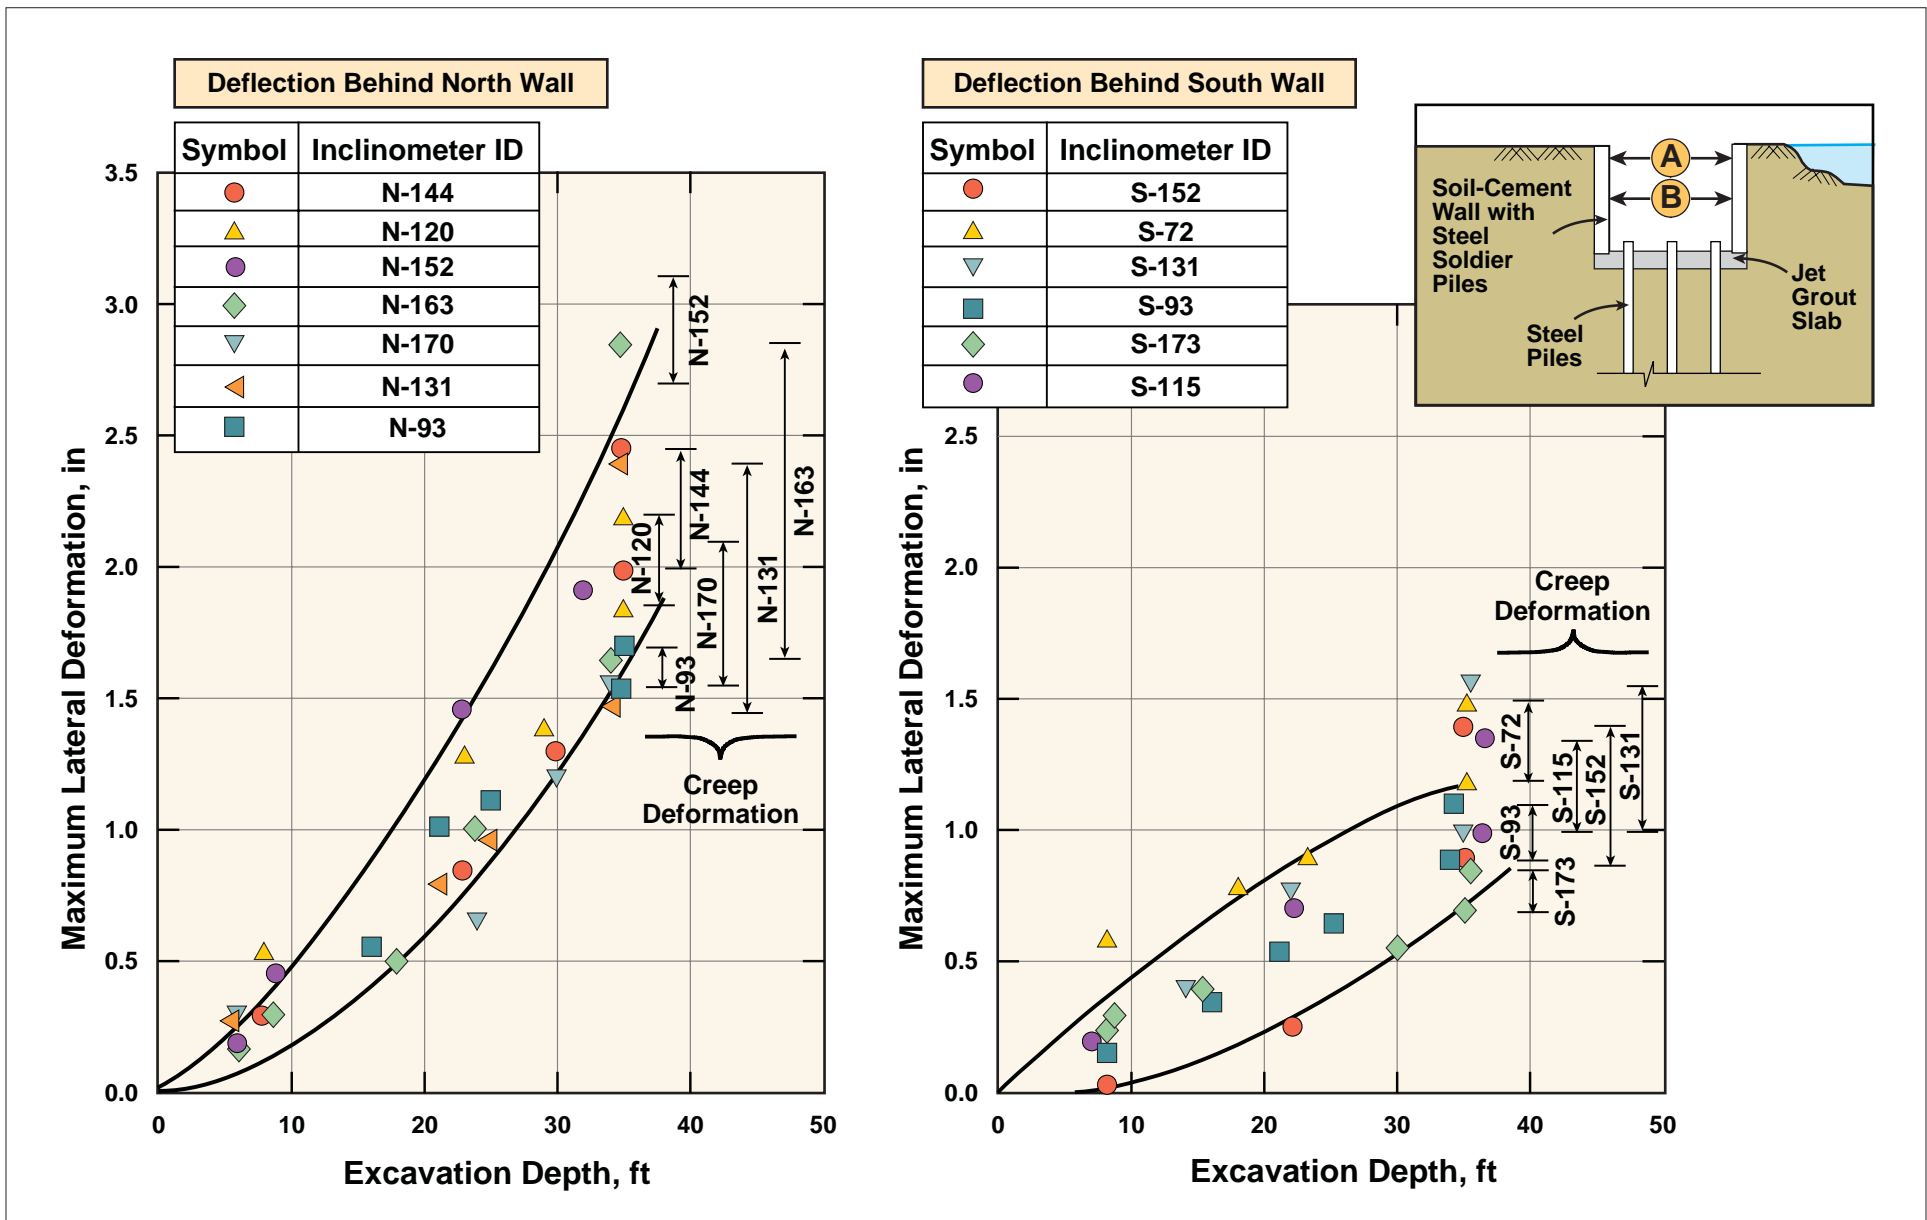 Deflection Behind North Wall
Symbol Inclinometer ID
N-144
N-120
N-152
N-163
N-170
N-131
N-93
3.5
3.0
2.5
2.0
1.5
1.0
0.5
0.0
0 10 20 30 40 50
Maximum Lateral Deformation, in
Excavation Depth, ft
N-152
N-144
N-120
N-163
N-131
N-170
N-93
Creep
Deformation
Deflection Behind South Wall
Symbol Inclinometer ID
S-152
S-72
S-131
S-93
S-173
S-115
2.5
2.0
1.5
1.0
0.5
0.0
0 10 20 30 40 50
Maximum Lateral Deformation, in
Excavation Depth, ft
Creep
Deformation
S-72
S-115
S-152
S-131
S-93
S-173
A
B
Soil-Cement
Wall with
Steel
Soldier
Piles
Steel
Piles
Jet
Grout
Slab